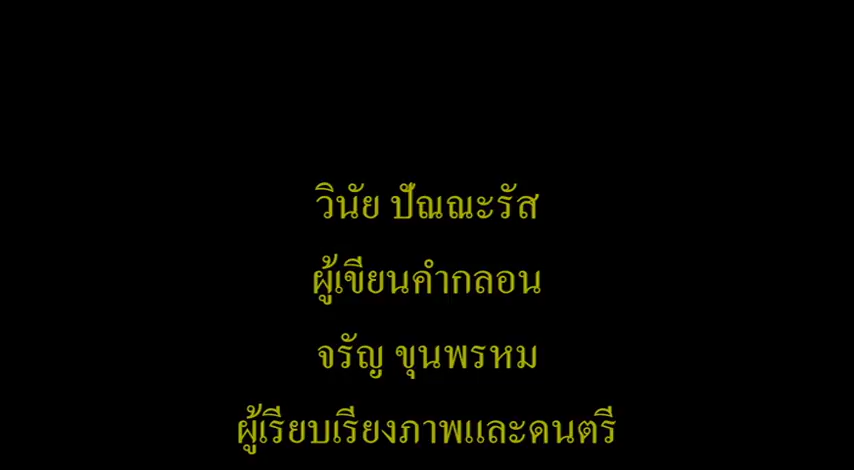 วินัย ปัณณะรัส
ผู้เขียนคำกลอน
จรัญ ขุนพรหม
ผู้เรียบเรียงภาพและดนตรี